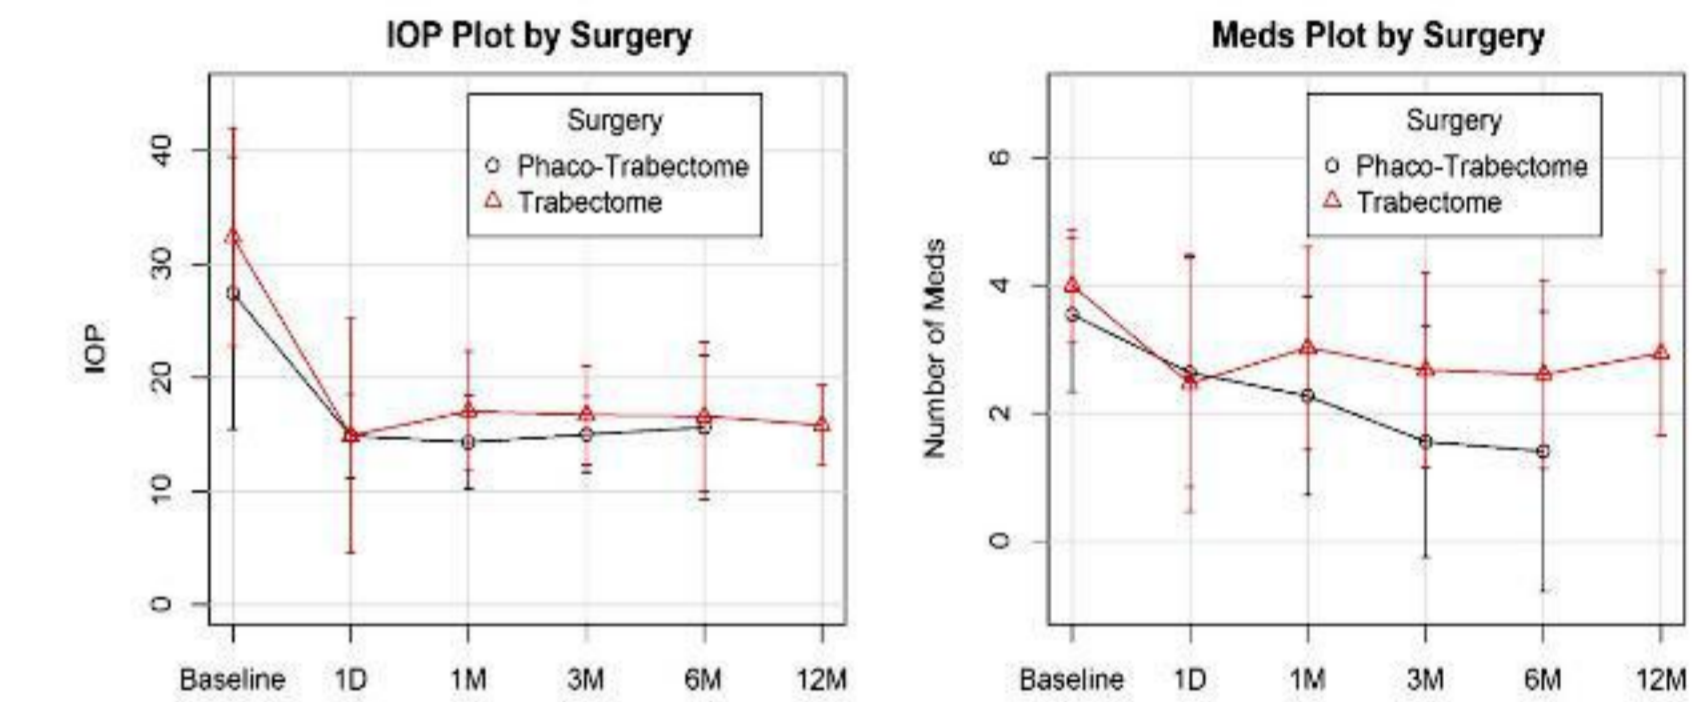 IOP Plot by Surgery
IOP
40
30
20
10
0
Surgery
Phaco-Trabectome
Trabectome
Baseline 1D 1M 3M 6M 12M
Meds Plot by Surgery
Number of Meds
6
4
2
0
Surgery
Phaco-Trabectome
Trabectome
Baseline 1D 1M 3M 6M 12M